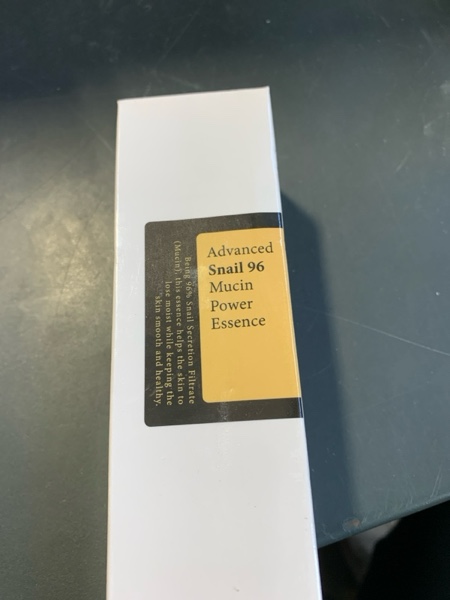 Advanced
Snail 96
Mucin
Power
Essence
Being 96% Snail Secretion Filtrate
(Mucin), this essence helps the skin to
lose moist while keeping the
skin smooth and healthy.